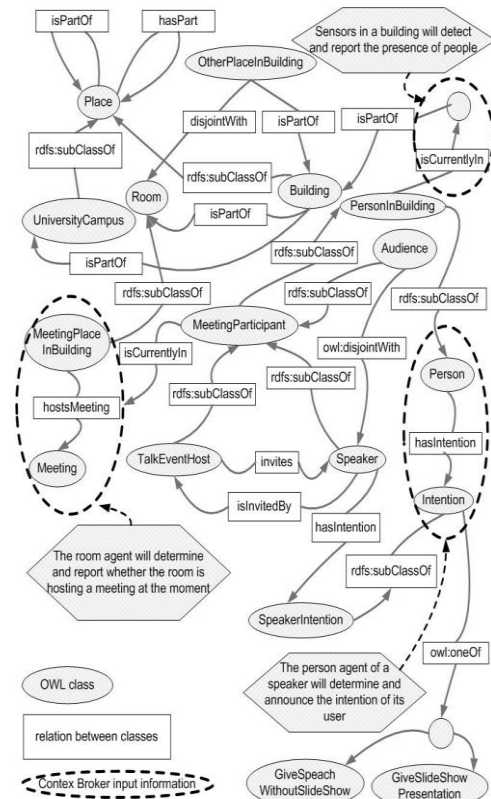 isPartOf
hasPart
Sensors in a building will detect
and report the presence of people
OtherPlaceInBuilding
Place
disjointWith
isPartOf
isPartOf
rdfs:subClassOf
rdfs:subClassOf
isCurrentlyIn
Room
Building
PersonInBuilding
UniversityCampus
isPartOf
isPartOf
rdfs:subClassOf
Audience
rdfs:subClassOf
rdfs:subClassOf
rdfs:subClassOf
MeetingPlace
InBuilding
isCurrentlyIn
MeetingParticipant
owl:disjointWith
Person
hostsMeeting
rdfs:subClassOf
rdfs:subClassOf
hasIntention
Meeting
TalkEventHost
invites
Speaker
isInvitedBy
Intention
hasIntention
The room agent will determine
and report whether the room is
hosting a meeting at the moment
rdfs:subClassOf
SpeakerIntention
owl:oneOf
The person agent of a
speaker will determine and
announce the intention of its
user
OWL class
relation between classes
Contex Broker input information
GiveSpeach
WithoutSlideShow
GiveSlideShow
Presentation